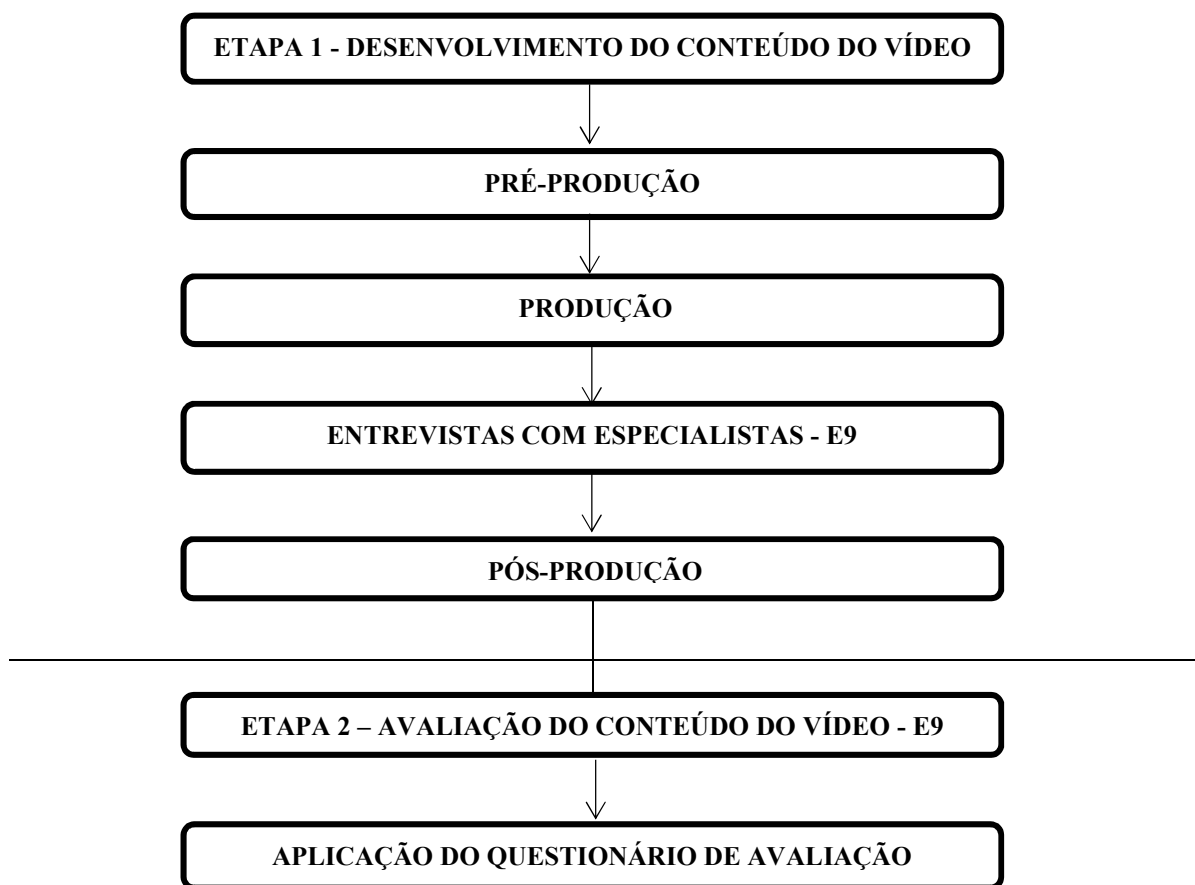 ETAPA 1 - DESENVOLVIMENTO DO CONTEÚDO DO VÍDEO
PRÉ-PRODUÇÃO
PRODUÇÃO
ENTREVISTAS COM ESPECIALISTAS - E9
PÓS-PRODUÇÃO
ETAPA 2 – AVALIAÇÃO DO CONTEÚDO DO VÍDEO - E9
APLICAÇÃO DO QUESTIONÁRIO DE AVALIAÇÃO